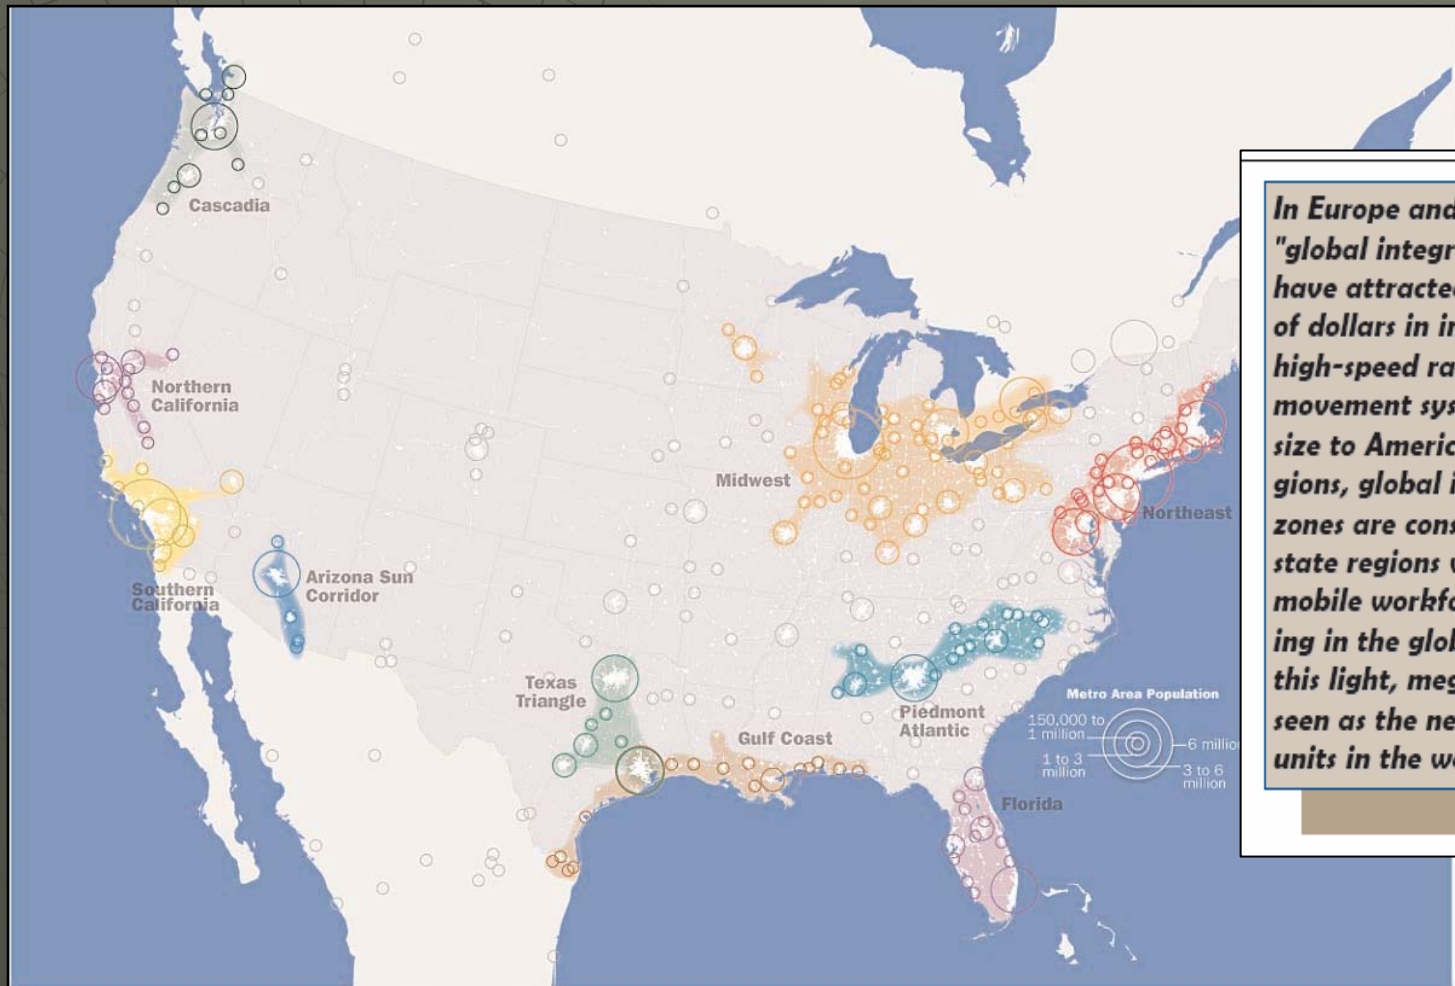 Cascadia
Northern
California
Midwest
Northeast
Southern
California
Arizona Sun
Corridor
Texas
Triangle
Gulf Coast
Piedmont
Atlantic
Florida
Metro Area Population
150,000 to
1 million
1 to 3
million
6 millio
3 to 6
million
In Europe and
"global integr
have attracte
of dollars in i
high-speed ra
movement sys
size to Americ
gions, global i
zones are cons
state regions
mobile workfo
ing in the glob
this light, meg
seen as the ne
units in the w